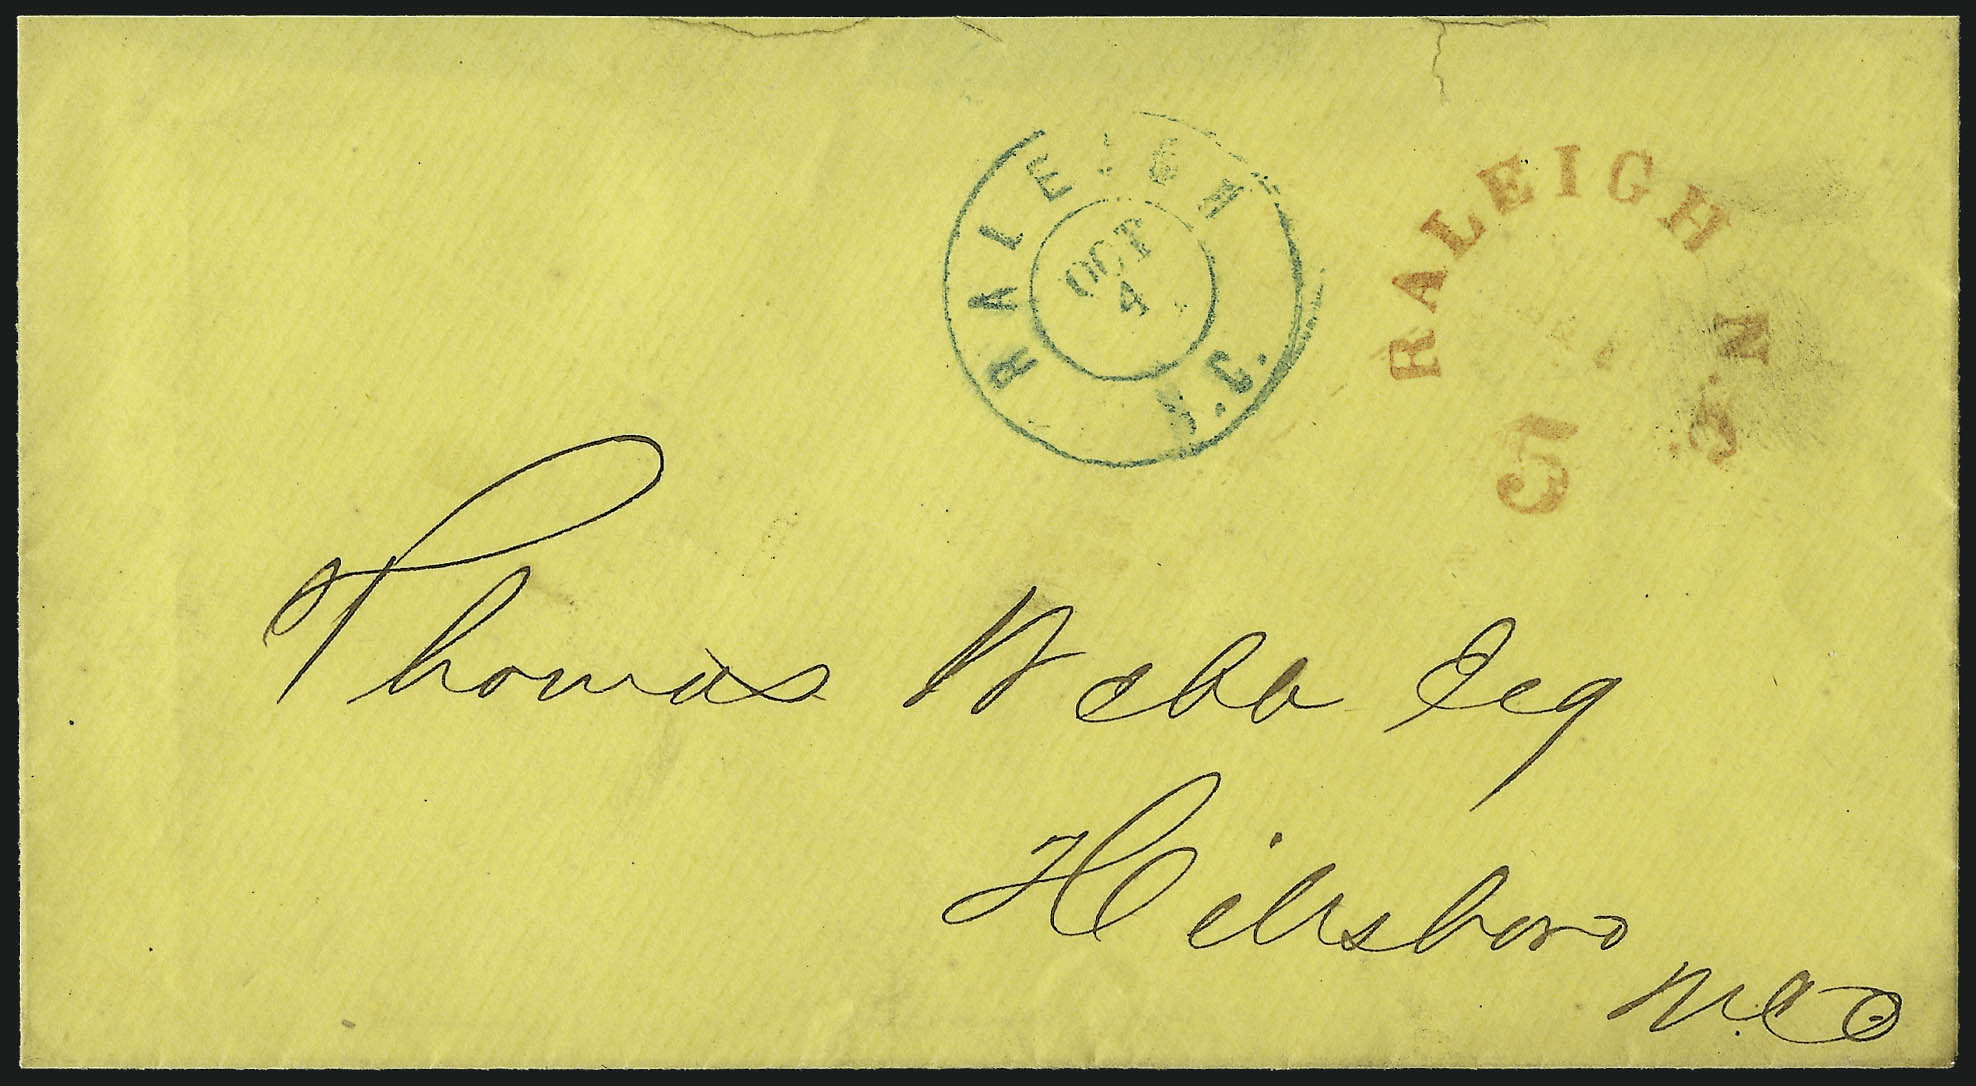 RALEIGH N.C.
OCT
4
RALEIGH N.C.
5
Thomas Webb Esq
Hillsboro
N.C.